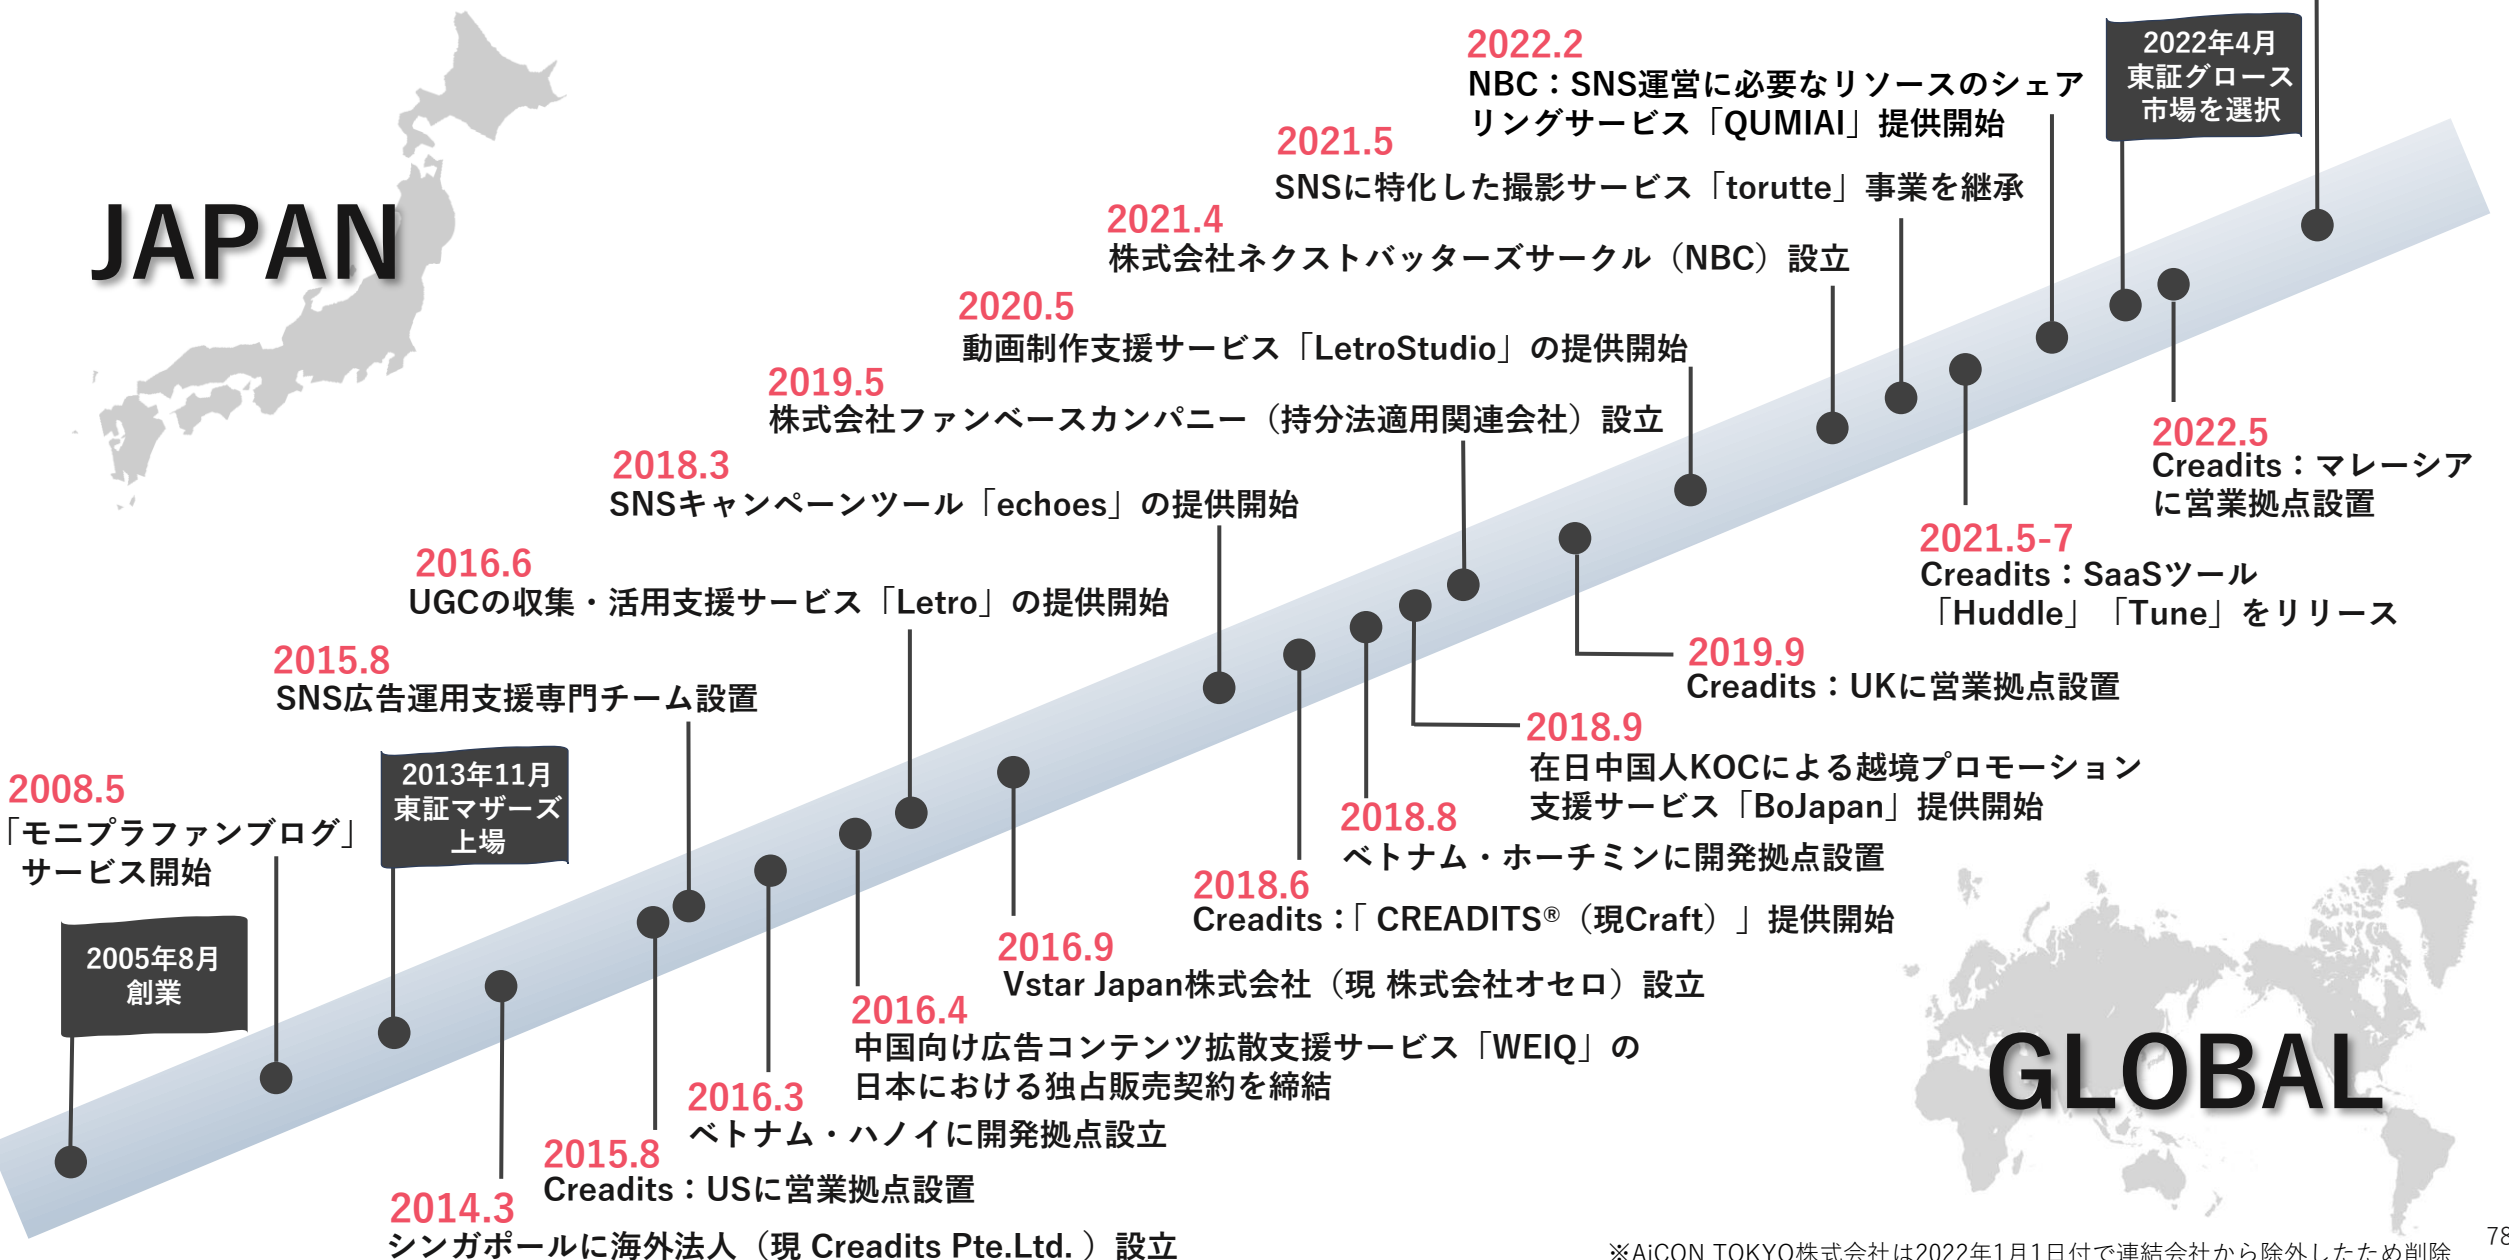 JAPAN
2005年8月
創業
2008.5
「モニプラファンブログ」
サービス開始
2013年11月
東証マザーズ
上場
2015.8
SNS広告運用支援専門チーム設置
2016.6
UGCの収集・活用支援サービス「Letro」の提供開始
2018.3
SNSキャンペーンツール「echoes」の提供開始
2019.5
株式会社ファンベースカンパニー（持分法適用関連会社）設立
2020.5
動画制作支援サービス「LetroStudio」の提供開始
2021.4
株式会社ネクストバッターズサークル（NBC）設立
2021.5
SNSに特化した撮影サービス「torutte」事業を継承
2022.2
NBC：SNS運営に必要なリソースのシェア
リングサービス「QUMIAI」提供開始
2022年4月
東証グロース
市場を選択
2022.5
Creadits：マレーシア
に営業拠点設置
2021.5-7
Creadits：SaaSツール
「Huddle」「Tune」をリリース
2019.9
Creadits：UKに営業拠点設置
2018.9
在日中国人KOCによる越境プロモーション
支援サービス「BoJapan」提供開始
2018.8
ベトナム・ホーチミンに開発拠点設置
2018.6
Creadits：「 CREADITS®（現Craft）」提供開始
2016.9
Vstar Japan株式会社（現 株式会社オセロ）設立
2016.4
中国向け広告コンテンツ拡散支援サービス「WEIQ」の
日本における独占販売契約を締結
2016.3
ベトナム・ハノイに開発拠点設立
2015.8
Creadits：USに営業拠点設置
2014.3
シンガポールに海外法人（現 Creadits Pte.Ltd. ）設立
GLOBAL
※AiCON TOKYO株式会社は2022年1月1日付で連結会社から除外したため削除
78